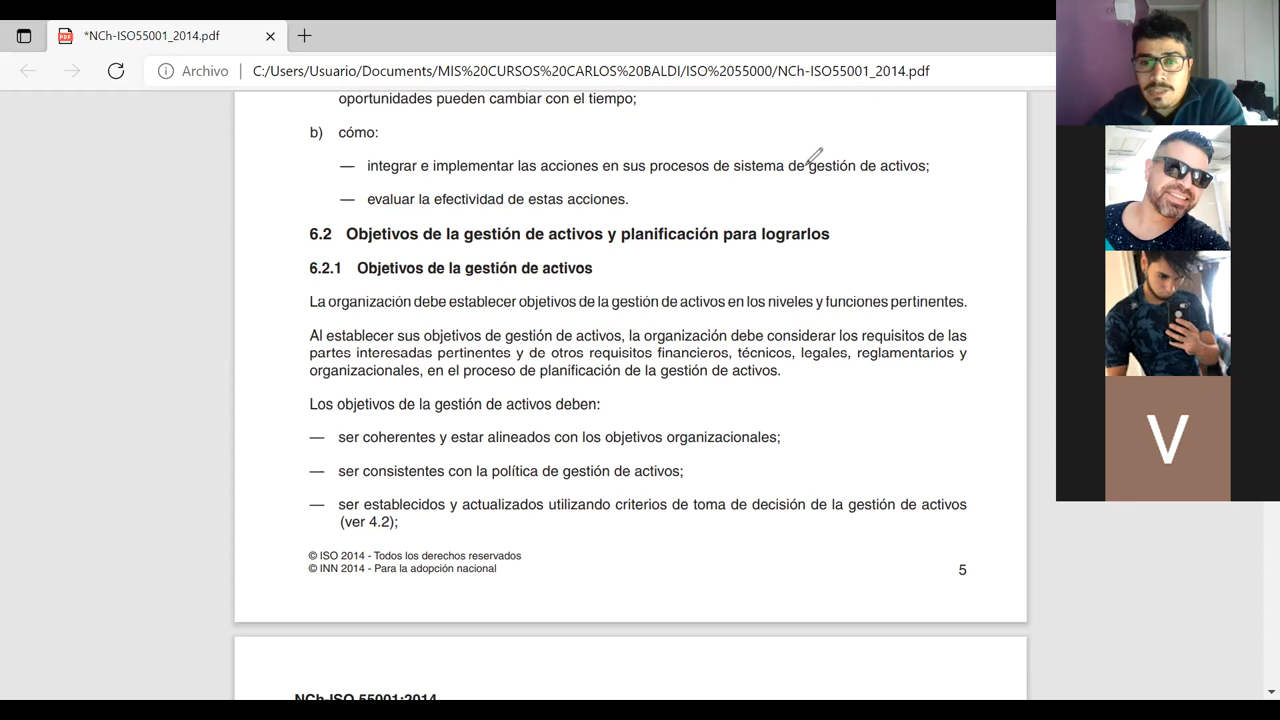 *NCh-ISO55001_2014.pdf
Archivo
C:/Users/Usuario/Documents/MIS%20CURSOS%20CARLOS%20BALDI/ISO%2055000/NCh-ISO55001_2014.pdf
oportunidades pueden cambiar con el tiempo;
b) cómo:
— integrar e implementar las acciones en sus procesos de sistema de gestión de activos;
— evaluar la efectividad de estas acciones.
6.2 Objetivos de la gestión de activos y planificación para lograrlos
6.2.1 Objetivos de la gestión de activos
La organización debe establecer objetivos de la gestión de activos en los niveles y funciones pertinentes.
Al establecer sus objetivos de gestión de activos, la organización debe considerar los requisitos de las
partes interesadas pertinentes y de otros requisitos financieros, técnicos, legales, reglamentarios y
organizacionales, en el proceso de planificación de la gestión de activos.
Los objetivos de la gestión de activos deben:
— ser coherentes y estar alineados con los objetivos organizacionales;
— ser consistentes con la política de gestión de activos;
— ser establecidos y actualizados utilizando criterios de toma de decisión de la gestión de activos
(ver 4.2);
© ISO 2014 - Todos los derechos reservados
© INN 2014 - Para la adopción nacional
5
NCh-ISO 55001:2014
V